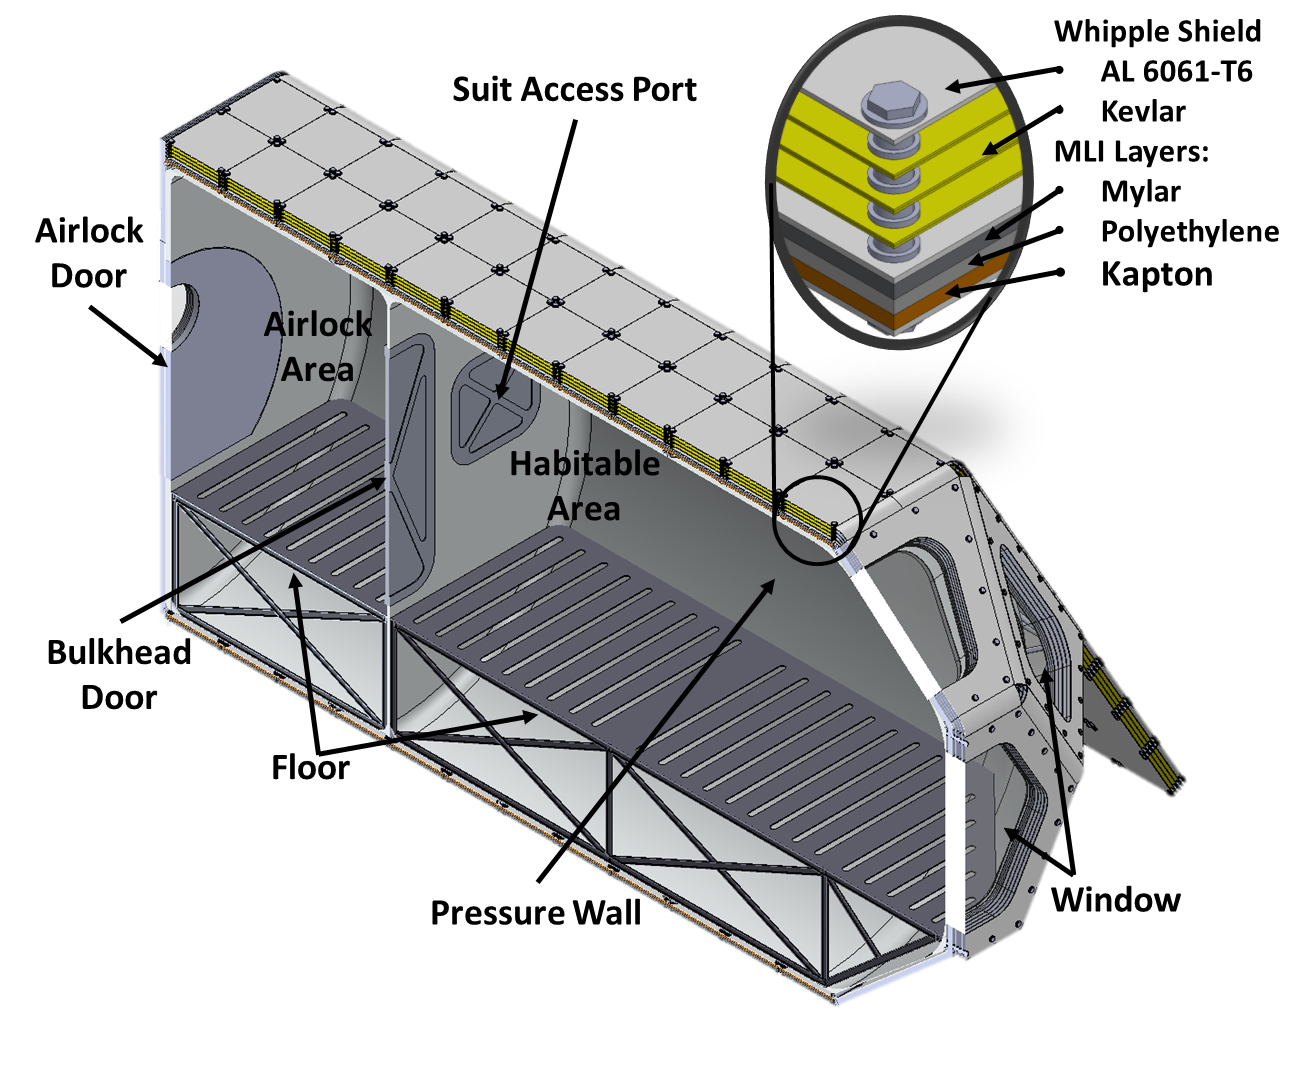 Whipple Shield
AL 6061-T6
Kevlar
MLI Layers:
Mylar
Polyethylene
Kapton
Suit Access Port
Airlock
Door
Airlock
Area
Habitable
Area
Bulkhead
Door
Floor
Pressure Wall
Window